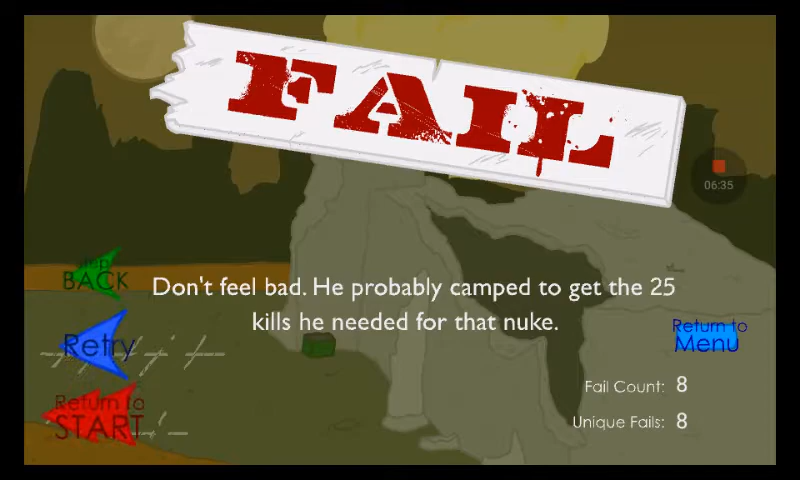 FAIL
06:35
Step
BACK
Don't feel bad. He probably camped to get the 25
kills he needed for that nuke.
Retry
Return to
Menu
Return to
START
Fail Count: 8
Unique Fails: 8